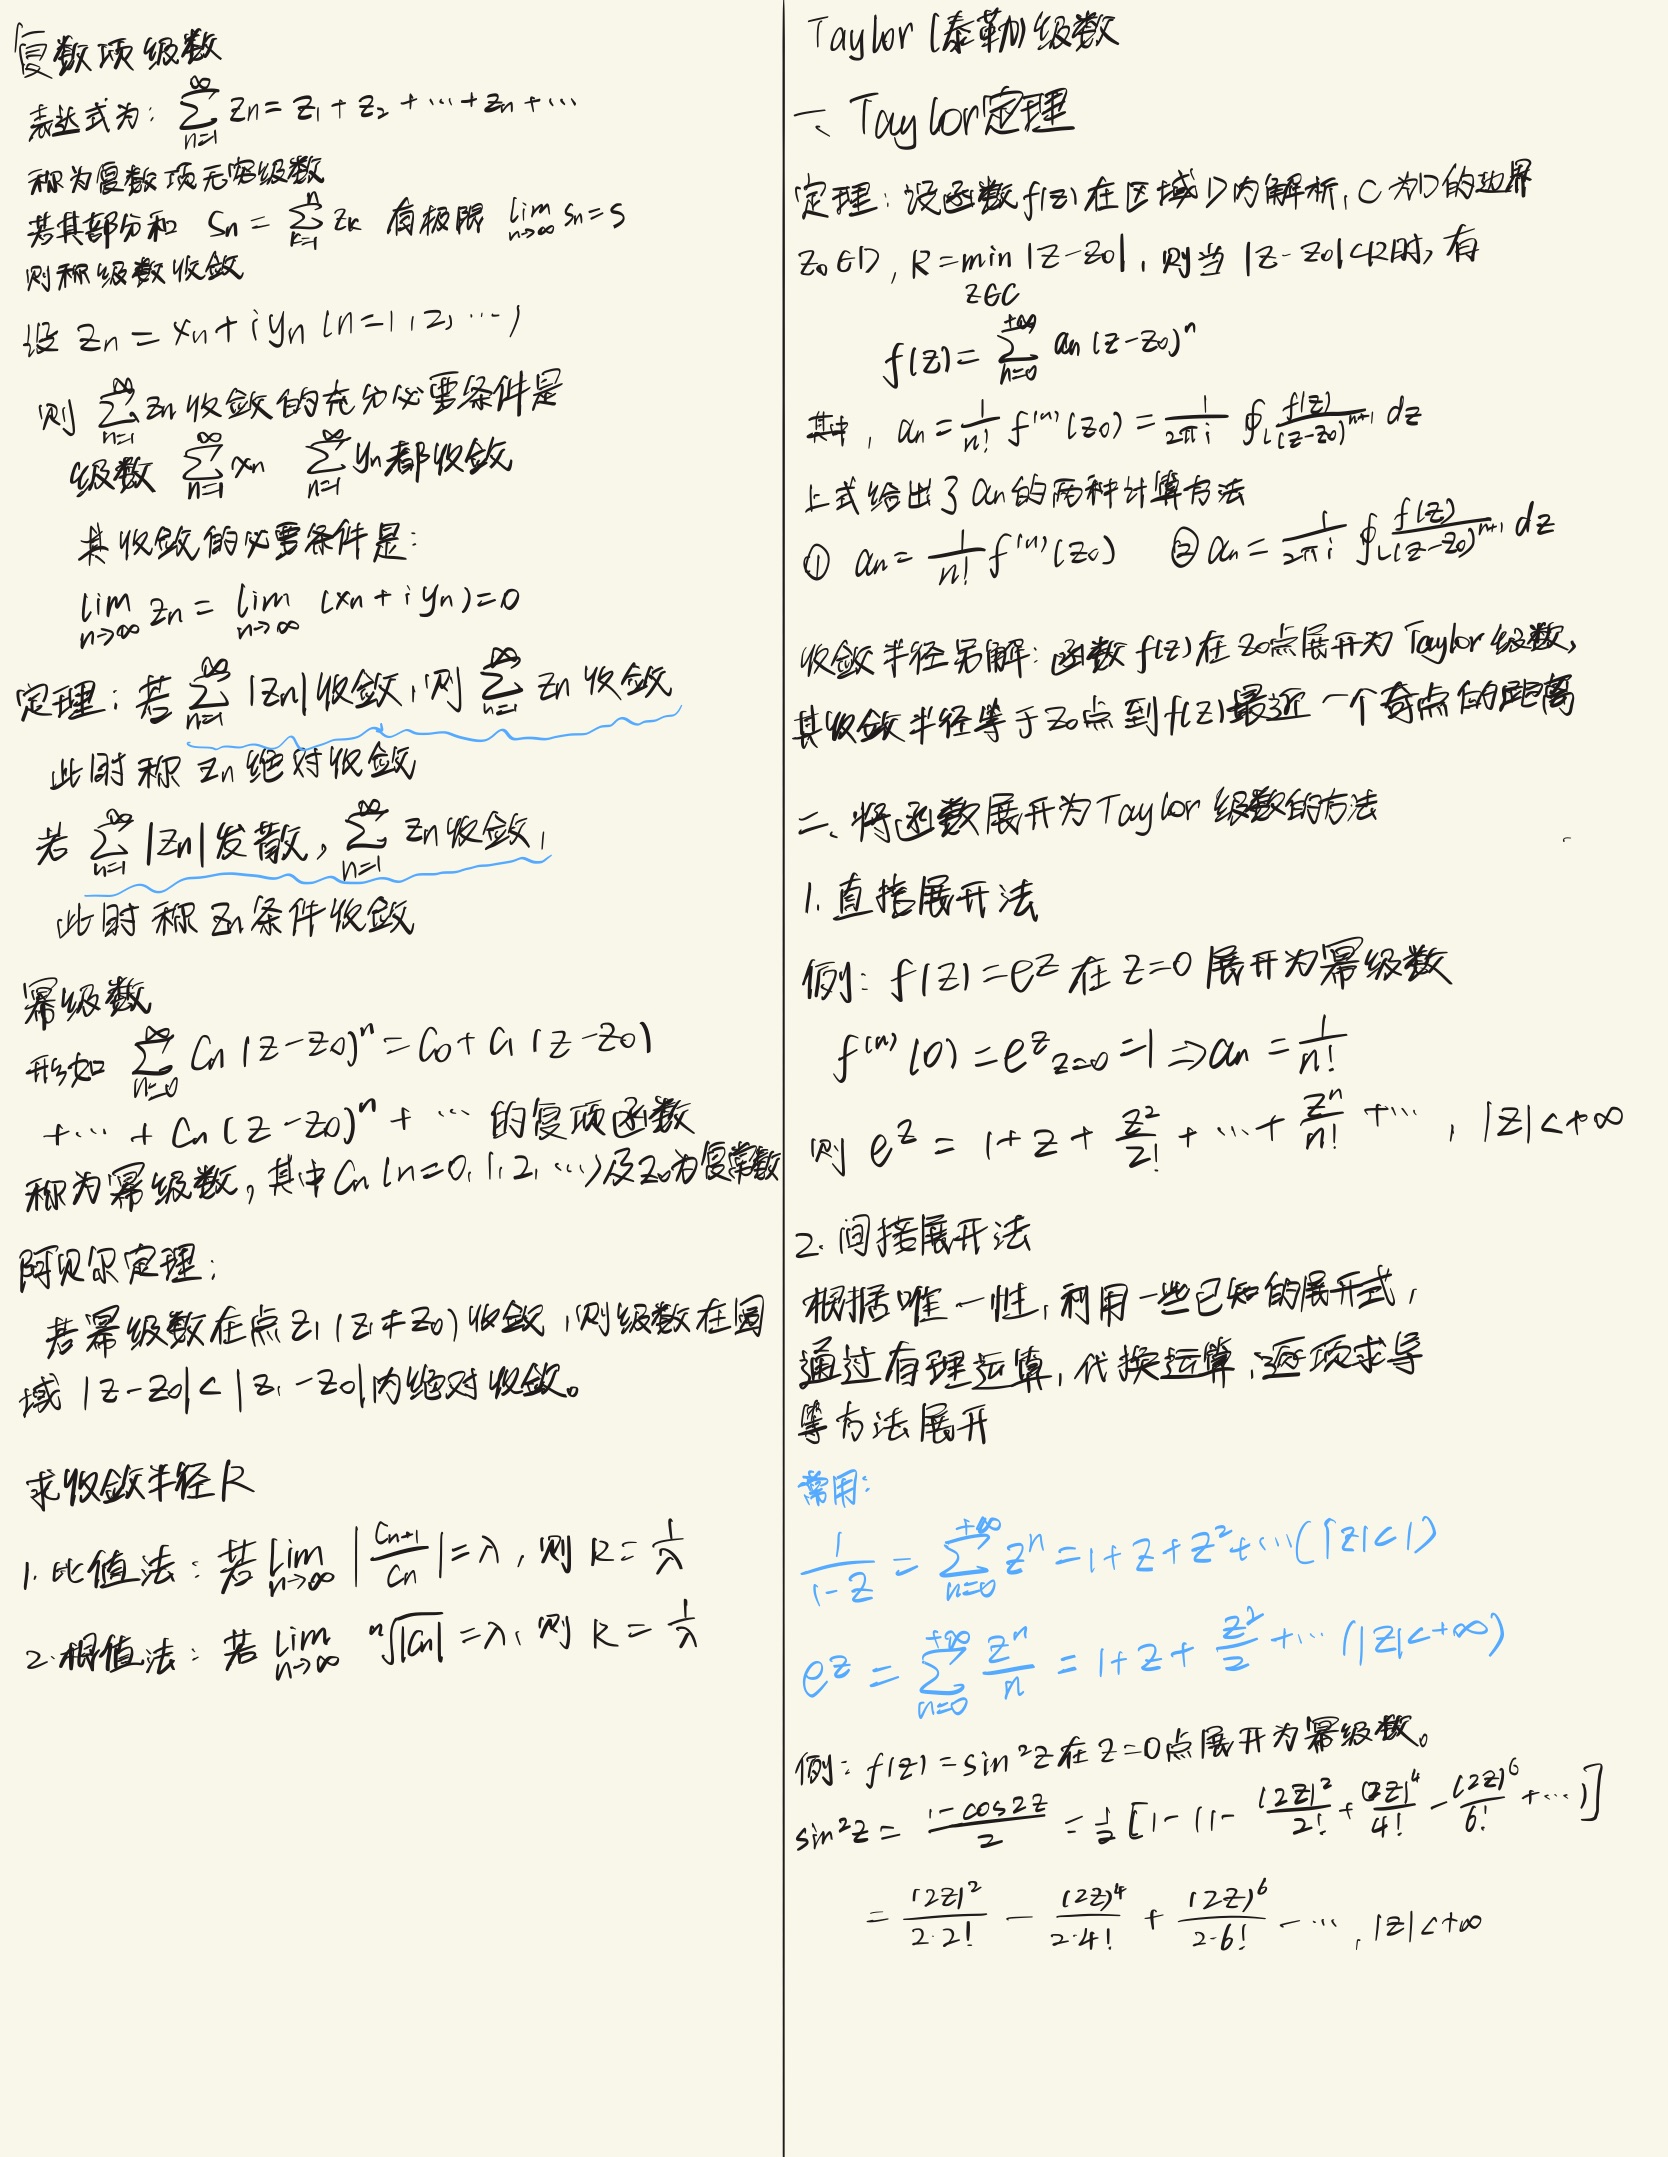 复数项级数
表达式为: $\sum_{n=1}^{\infty} z_n = z_1 + z_2 + \cdots + z_n + \cdots$
称为复数项无穷级数
若其部分和 $S_n = \sum_{k=1}^{n} z_k$ 有极限 $\lim_{n\to\infty} S_n = S$
则称级数收敛
设 $z_n = x_n + iy_n$ (n=1,2,…)
则 $\sum_{n=1}^{\infty} z_n$ 收敛的充分必要条件是
级数 $\sum_{n=1}^{\infty} x_n$ $\sum_{n=1}^{\infty} y_n$ 都收敛
其收敛的必要条件是:
$\lim_{n\to\infty} z_n = \lim_{n\to\infty} (x_n + iy_n) = 0$
定理: 若 $\sum_{n=1}^{\infty} |z_n|$ 收敛, 则 $\sum_{n=1}^{\infty} z_n$ 收敛
此时称 $z_n$ 绝对收敛
若 $\sum_{n=1}^{\infty} |z_n|$ 发散, $\sum_{n=1}^{\infty} z_n$ 收敛,
此时称 $z_n$ 条件收敛
幂级数
形如 $\sum_{n=0}^{\infty} C_n (z-z_0)^n = C_0 + C_1 (z-z_0)$
$+ \cdots + C_n (z-z_0)^n + \cdots$ 的复项函数
称为幂级数, 其中 $C_n$ (n=0,1,2,…) 及 $z_0$ 为复常数
阿贝尔定理:
若幂级数在点 $z_1$ ($z_1 \neq z_0$) 收敛, 则级数在圆
域 $|z-z_0| < |z_1-z_0|$ 内绝对收敛。
求收敛半径R
1. 比值法: 若 $\lim_{n\to\infty} \left|\frac{C_{n+1}}{C_n}\right| = \lambda$, 则 $R = \frac{1}{\lambda}$
2. 根值法: 若 $\lim_{n\to\infty} \sqrt[n]{|C_n|} = \lambda$, 则 $R = \frac{1}{\lambda}$
Taylor(泰勒)级数
一、Taylor定理
定理: 设函数f(z)在区域D内解析, C为D的边界
$z_0 \in D$, $R = \min_{z \in C} |z-z_0|$, 则当 $|z-z_0| < R$ 时, 有
$f(z) = \sum_{n=0}^{+\infty} a_n (z-z_0)^n$
其中, $a_n = \frac{1}{n!} f^{(n)}(z_0) = \frac{1}{2\pi i} \oint_L \frac{f(z)}{(z-z_0)^{n+1}} dz$
上式给出了 $a_n$ 的两种计算方法
① $a_n = \frac{1}{n!} f^{(n)}(z_0)$ ② $a_n = \frac{1}{2\pi i} \oint_L \frac{f(z)}{(z-z_0)^{n+1}} dz$
收敛半径另解: 函数f(z)在 $z_0$ 点展开为Taylor级数,
其收敛半径等于 $z_0$ 点到f(z)最近一个奇点的距离
二、将函数展开为Taylor级数的方法
1. 直接展开法
例: $f(z) = e^z$ 在 z=0 展开为幂级数
$f^{(n)}(0) = e^z{}_{z=0} = 1 \Rightarrow a_n = \frac{1}{n!}$
则 $e^z = 1 + z + \frac{z^2}{2!} + \cdots + \frac{z^n}{n!} + \cdots$, $|z| < +\infty$
2. 间接展开法
根据唯一性, 利用一些已知的展开式,
通过有理运算, 代换运算, 逐项求导
等方法展开
常用:
$\frac{1}{1-z} = \sum_{n=0}^{+\infty} z^n = 1 + z + z^2 + \cdots (|z|<1)$
$e^z = \sum_{n=0}^{+\infty} \frac{z^n}{n} = 1 + z + \frac{z^2}{2} + \cdots (|z|<+\infty)$
例: $f(z) = \sin^2 z$ 在 z=0点展开为幂级数。
$\sin^2 z = \frac{1-\cos 2z}{2} = \frac{1}{2} [1 - (1 - \frac{(2z)^2}{2!} + \frac{(2z)^4}{4!} - \frac{(2z)^6}{6!} + \cdots)]$
$= \frac{(2z)^2}{2 \cdot 2!} - \frac{(2z)^4}{2 \cdot 4!} + \frac{(2z)^6}{2 \cdot 6!} - \cdots$, $|z| < +\infty$